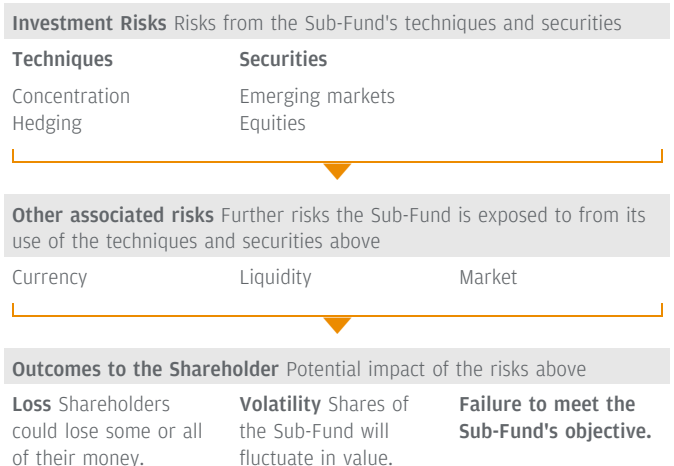 Investment Risks Risks from the Sub-Fund's techniques and securities
Techniques Securities
Concentration Emerging markets
Hedging Equities
Other associated risks Further risks the Sub-Fund is exposed to from its
use of the techniques and securities above
Currency Liquidity Market
Outcomes to the Shareholder Potential impact of the risks above
Loss Shareholders Volatility Shares of Failure to meet the
could lose some or all the Sub-Fund will Sub-Fund's objective.
of their money. fluctuate in value.